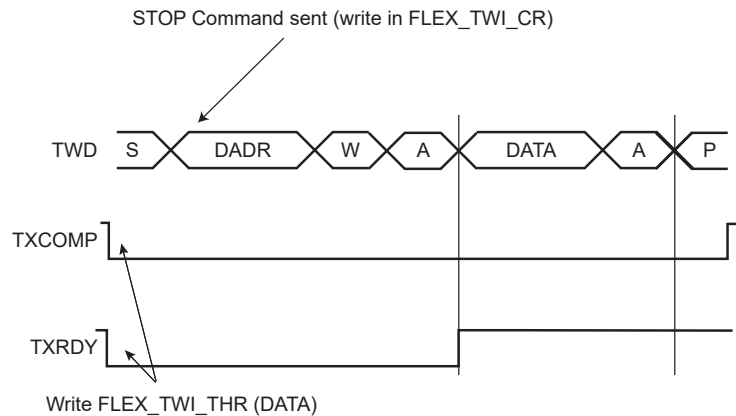 STOP Command sent (write in FLEX_TWI_CR)
TWD S DADR W A DATA A P
TXCOMP
TXRDY
Write FLEX_TWI_THR (DATA)